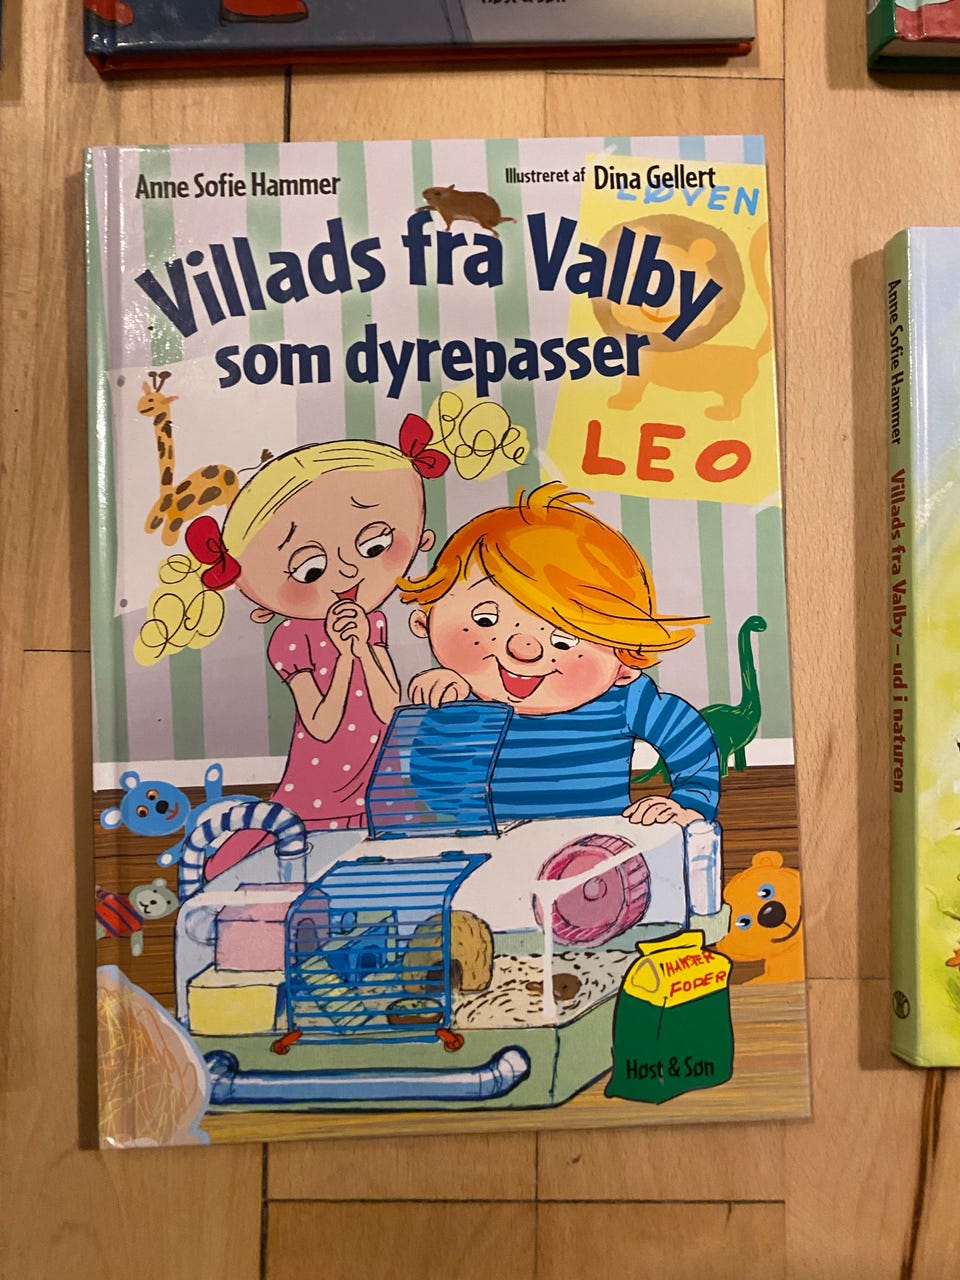 Anne Sofie Hammer
Illustreret af Dina Gellert
LØVEN
Villads fra Valby
som dyrepasser
LEO
HAMSTER
FODER
Høst & Søn
Anne Sofie Hammer Villads fra Valby – ud i naturen